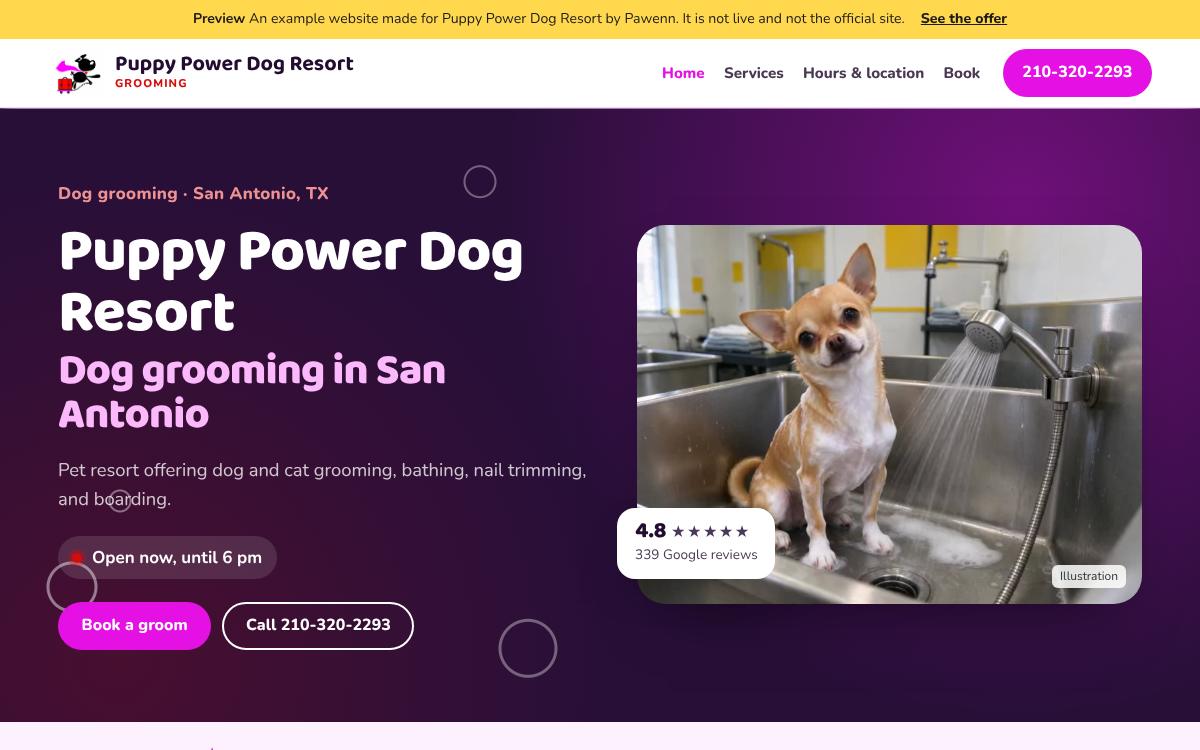 Preview An example website made for Puppy Power Dog Resort by Pawenn. It is not live and not the official site. See the offer
Puppy Power Dog Resort
GROOMING
Home Services Hours & location Book 210-320-2293
Dog grooming · San Antonio, TX
Puppy Power Dog
Resort
Dog grooming in San
Antonio
Pet resort offering dog and cat grooming, bathing, nail trimming,
and boarding.
Open now, until 6 pm
Book a groom Call 210-320-2293
4.8 ★★★★★
339 Google reviews
Illustration